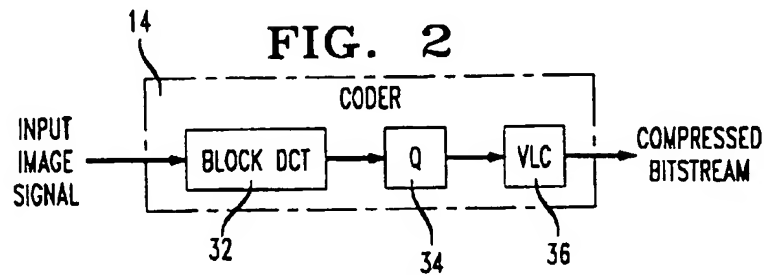 FIG. 2
14
CODER
INPUT
IMAGE
SIGNAL
BLOCK DCT
Q
VLC
COMPRESSED
BITSTREAM
32
34
36